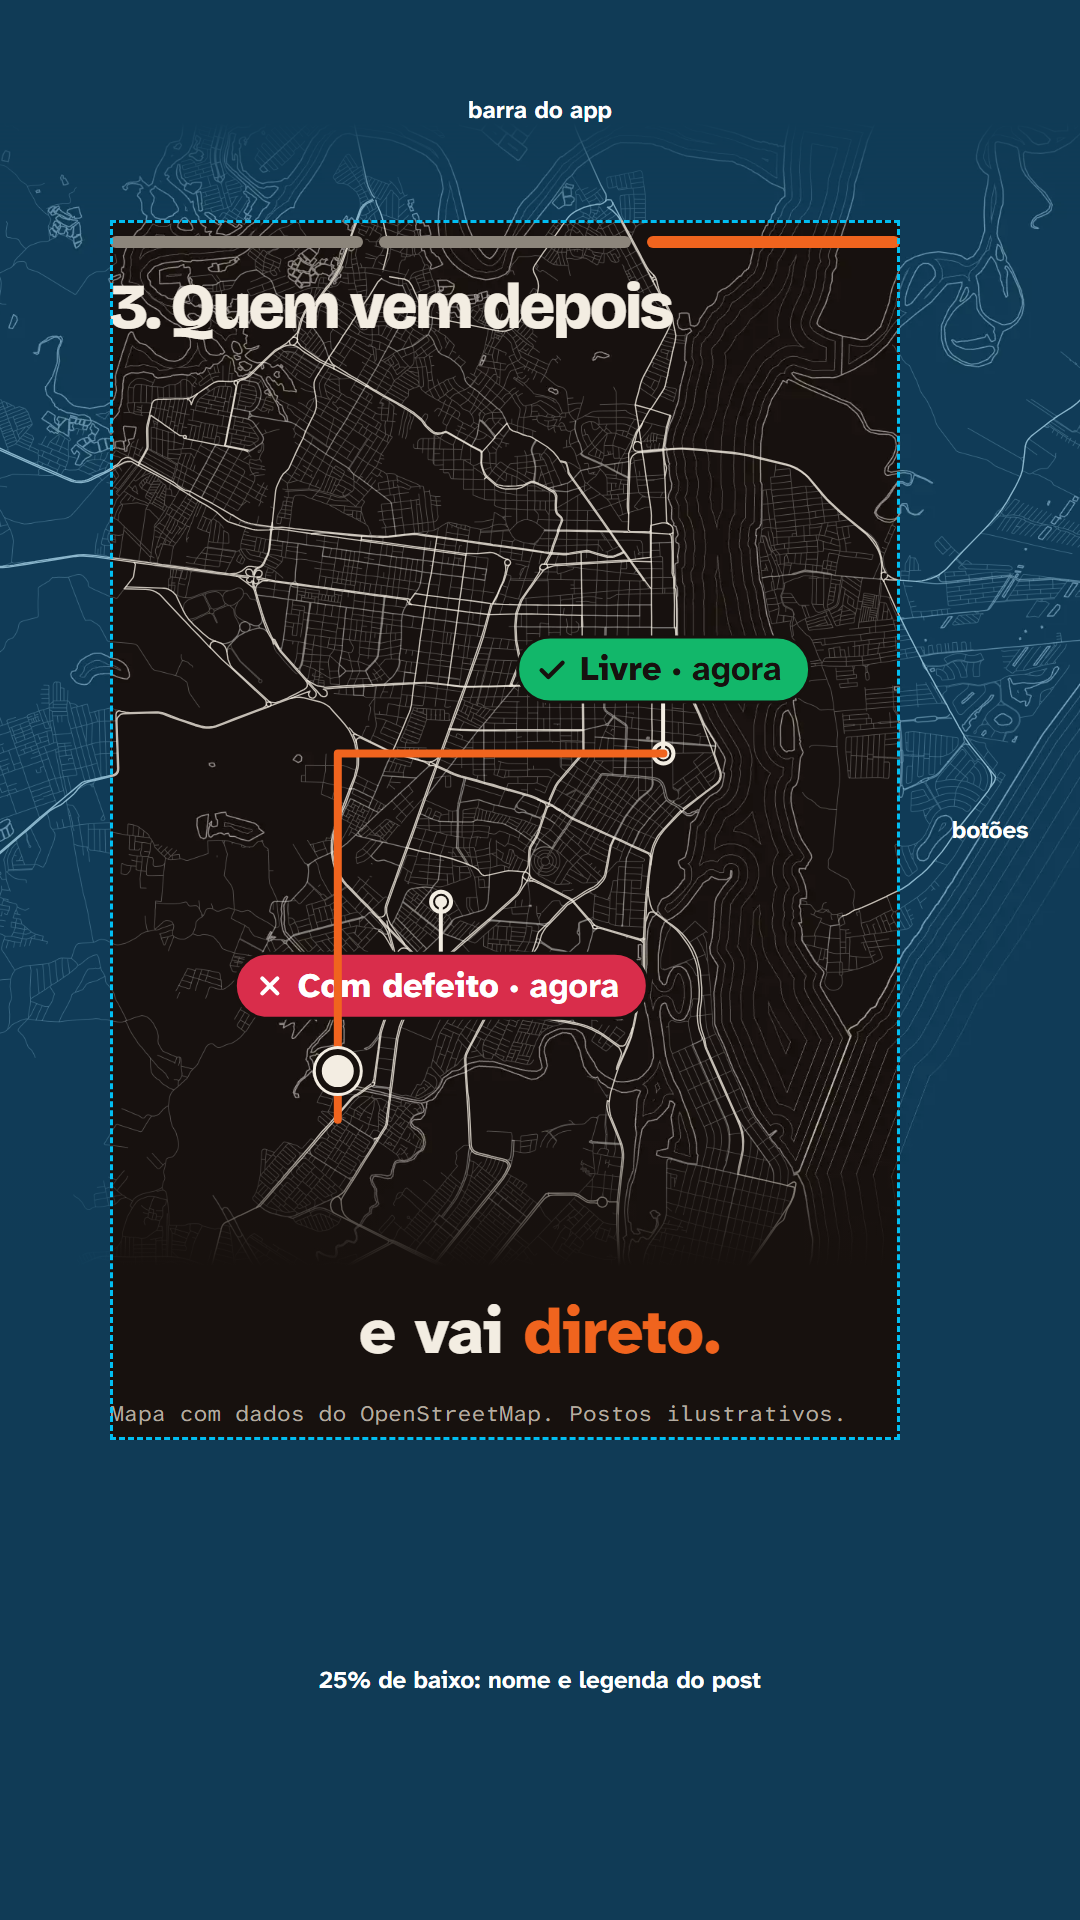 barra do app
3. Quem vem depois
Livre · agora
botões
Com defeito · agora
e vai direto.
Mapa com dados do OpenStreetMap. Postos ilustrativos.
25% de baixo: nome e legenda do post